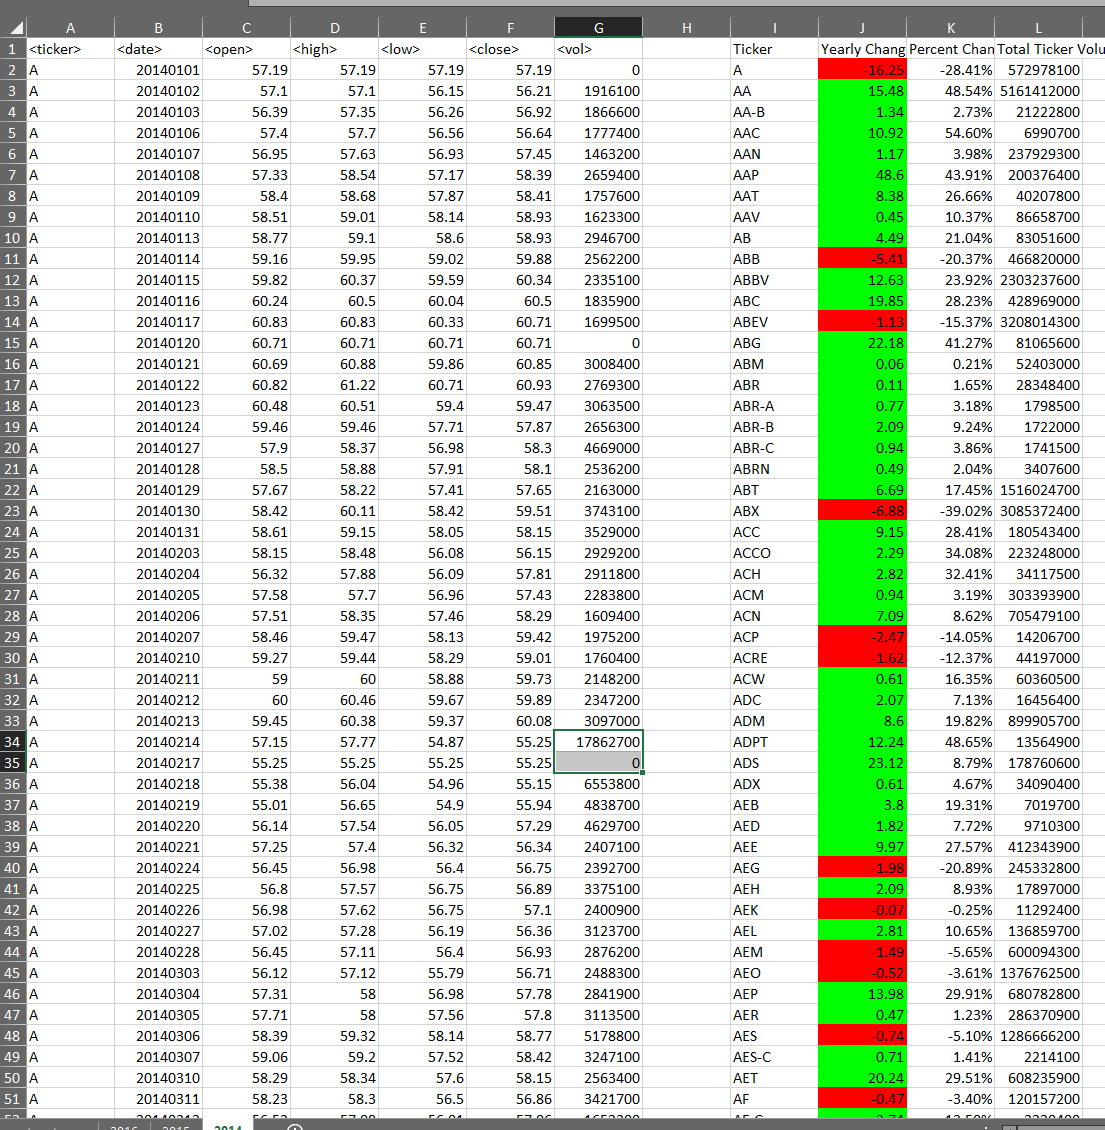 A B C D E F G H I J K L
1 <ticker> <date> <open> <high> <low> <close> <vol> Ticker Yearly Chang Percent Chan Total Ticker Volu
2 A 20140101 57.19 57.19 57.19 57.19 0 A -16.25 -28.41% 572978100
3 A 20140102 57.1 57.1 56.15 56.21 1916100 AA 15.48 48.54% 5161412000
4 A 20140103 56.39 57.35 56.26 56.92 1866600 AA-B 1.34 2.73% 21222800
5 A 20140106 57.4 57.7 56.56 56.64 1777400 AAC 10.92 54.60% 6990700
6 A 20140107 56.95 57.63 56.93 57.45 1463200 AAN 1.17 3.98% 237929300
7 A 20140108 57.33 58.54 57.17 58.39 2659400 AAP 48.6 43.91% 200376400
8 A 20140109 58.4 58.68 57.87 58.41 1757600 AAT 8.38 26.66% 40207800
9 A 20140110 58.51 59.01 58.14 58.93 1623300 AAV 0.45 10.37% 86658700
10 A 20140113 58.77 59.1 58.6 58.93 2946700 AB 4.49 21.04% 83051600
11 A 20140114 59.16 59.95 59.02 59.88 2562200 ABB -5.41 -20.37% 466820000
12 A 20140115 59.82 60.37 59.59 60.34 2335100 ABBV 12.63 23.92% 2303237600
13 A 20140116 60.24 60.5 60.04 60.5 1835900 ABC 19.85 28.23% 428969000
14 A 20140117 60.83 60.83 60.33 60.71 1699500 ABEV -1.13 -15.37% 3208014300
15 A 20140120 60.71 60.71 60.71 60.71 0 ABG 22.18 41.27% 81065600
16 A 20140121 60.69 60.88 59.86 60.85 3008400 ABM 0.06 0.21% 52403000
17 A 20140122 60.82 61.22 60.71 60.93 2769300 ABR 0.11 1.65% 28348400
18 A 20140123 60.48 60.51 59.4 59.47 3063500 ABR-A 0.77 3.18% 1798500
19 A 20140124 59.46 59.46 57.71 57.87 2656300 ABR-B 2.09 9.24% 1722000
20 A 20140127 57.9 58.37 56.98 58.3 4669000 ABR-C 0.94 3.86% 1741500
21 A 20140128 58.5 58.88 57.91 58.1 2536200 ABRN 0.49 2.04% 3407600
22 A 20140129 57.67 58.22 57.41 57.65 2163000 ABT 6.69 17.45% 1516024700
23 A 20140130 58.42 60.11 58.42 59.51 3743100 ABX -6.88 -39.02% 3085372400
24 A 20140131 58.61 59.15 58.05 58.15 3529000 ACC 9.15 28.41% 180543400
25 A 20140203 58.15 58.48 56.08 56.15 2929200 ACCO 2.29 34.08% 223248000
26 A 20140204 56.32 57.88 56.09 57.81 2911800 ACH 2.82 32.41% 34117500
27 A 20140205 57.58 57.7 56.96 57.43 2283800 ACM 0.94 3.19% 303393900
28 A 20140206 57.51 58.35 57.46 58.29 1609400 ACN 7.09 8.62% 705479100
29 A 20140207 58.46 59.47 58.13 59.42 1975200 ACP -2.47 -14.05% 14206700
30 A 20140210 59.27 59.44 58.29 59.01 1760400 ACRE -1.62 -12.37% 44197000
31 A 20140211 59 60 58.88 59.73 2148200 ACW 0.61 16.35% 60360500
32 A 20140212 60 60.46 59.67 59.89 2347200 ADC 2.07 7.13% 16456400
33 A 20140213 59.45 60.38 59.37 60.08 3097000 ADM 8.6 19.82% 899905700
34 A 20140214 57.15 57.77 54.87 55.25 17862700 ADPT 12.24 48.65% 13564900
35 A 20140217 55.25 55.25 55.25 55.25 0 ADS 23.12 8.79% 178760600
36 A 20140218 55.38 56.04 54.96 55.15 6553800 ADX 0.61 4.67% 34090400
37 A 20140219 55.01 56.65 54.9 55.94 4838700 AEB 3.8 19.31% 7019700
38 A 20140220 56.14 57.54 56.05 57.29 4629700 AED 1.82 7.72% 9710300
39 A 20140221 57.25 57.4 56.32 56.34 2407100 AEE 9.97 27.57% 412343900
40 A 20140224 56.45 56.98 56.4 56.75 2392700 AEG -1.98 -20.89% 245332800
41 A 20140225 56.8 57.57 56.75 56.89 3375100 AEH 2.09 8.93% 17897000
42 A 20140226 56.98 57.62 56.75 57.1 2400900 AEK -0.07 -0.25% 11292400
43 A 20140227 57.02 57.28 56.19 56.36 3123700 AEL 2.81 10.65% 136859700
44 A 20140228 56.45 57.11 56.4 56.93 2876200 AEM -1.49 -5.65% 600094300
45 A 20140303 56.12 57.12 55.79 56.71 2488300 AEO -0.52 -3.61% 1376762500
46 A 20140304 57.31 58 56.98 57.78 2841900 AEP 13.98 29.91% 680782800
47 A 20140305 57.71 58 57.56 57.8 3113500 AER 0.47 1.23% 286370900
48 A 20140306 58.39 59.32 58.14 58.77 5178800 AES -0.74 -5.10% 1286666200
49 A 20140307 59.06 59.2 57.52 58.42 3247100 AES-C 0.71 1.41% 2214100
50 A 20140310 58.29 58.34 57.6 58.15 2563400 AET 20.24 29.51% 608235900
51 A 20140311 58.23 58.3 56.5 56.86 3421700 AF -0.47 -3.40% 120157200
2016 2015 2014